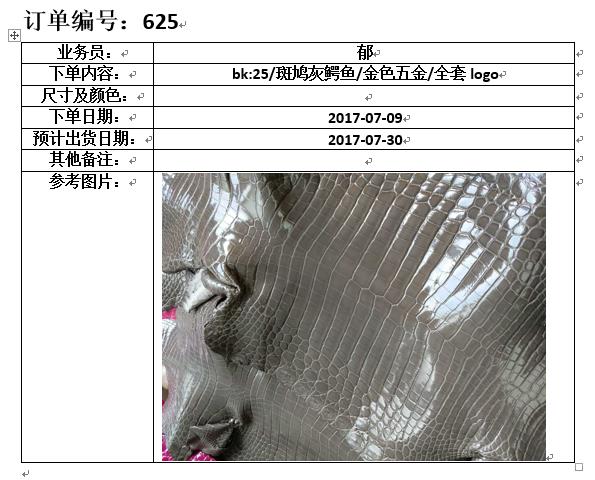 订单编号：625
业务员： 郁
下单内容： bk:25/斑鸠灰鳄鱼/金色五金/全套 logo
尺寸及颜色：
下单日期： 2017-07-09
预计出货日期： 2017-07-30
其他备注：
参考图片：